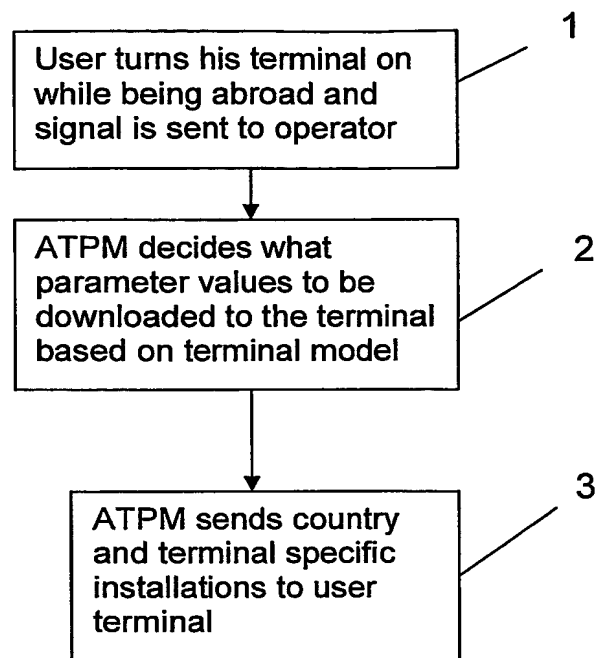 1
User turns his terminal on
while being abroad and
signal is sent to operator
2
ATPM decides what
parameter values to be
downloaded to the terminal
based on terminal model
3
ATPM sends country
and terminal specific
installations to user
terminal